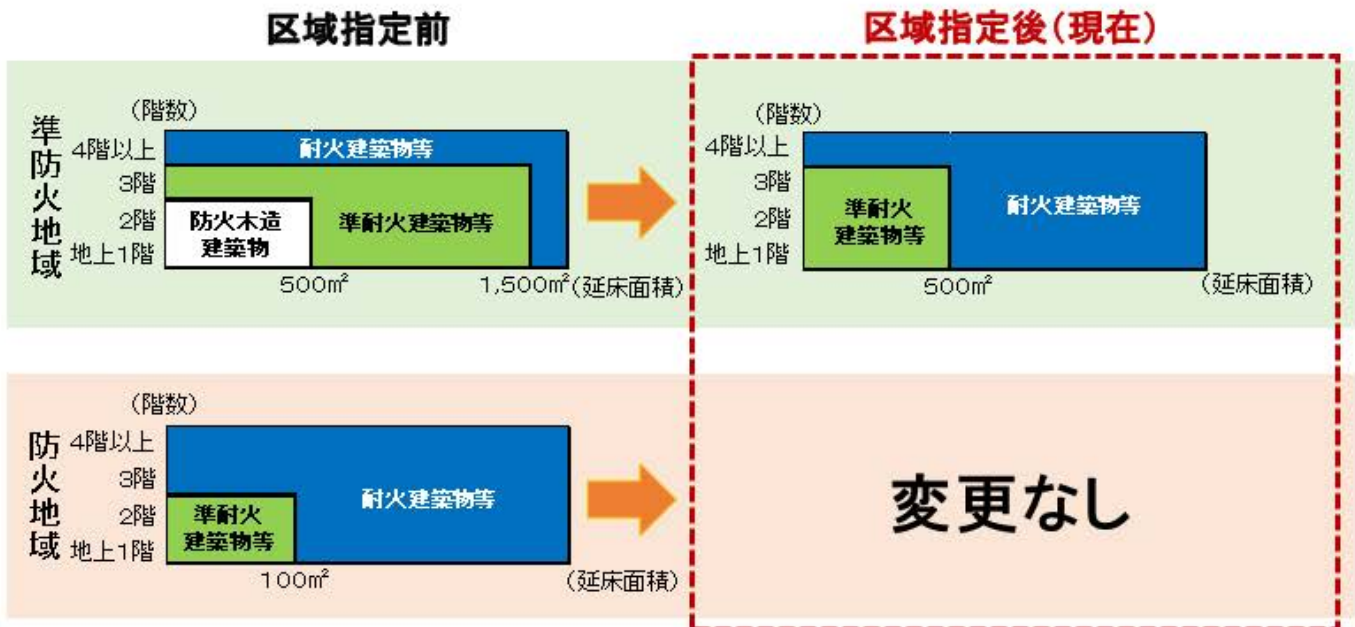 区域指定前
区域指定後(現在)
準防火地域
(階数)
4階以上
3階
2階
地上1階
耐火建築物等
準耐火建築物等
防火木造
建築物
500㎡
1,500㎡(延床面積)
(階数)
4階以上
3階
2階
地上1階
準耐火
建築物等
耐火建築物等
500㎡
(延床面積)
防火地域
(階数)
4階以上
3階
2階
地上1階
耐火建築物等
準耐火
建築物等
100㎡
(延床面積)
変更なし